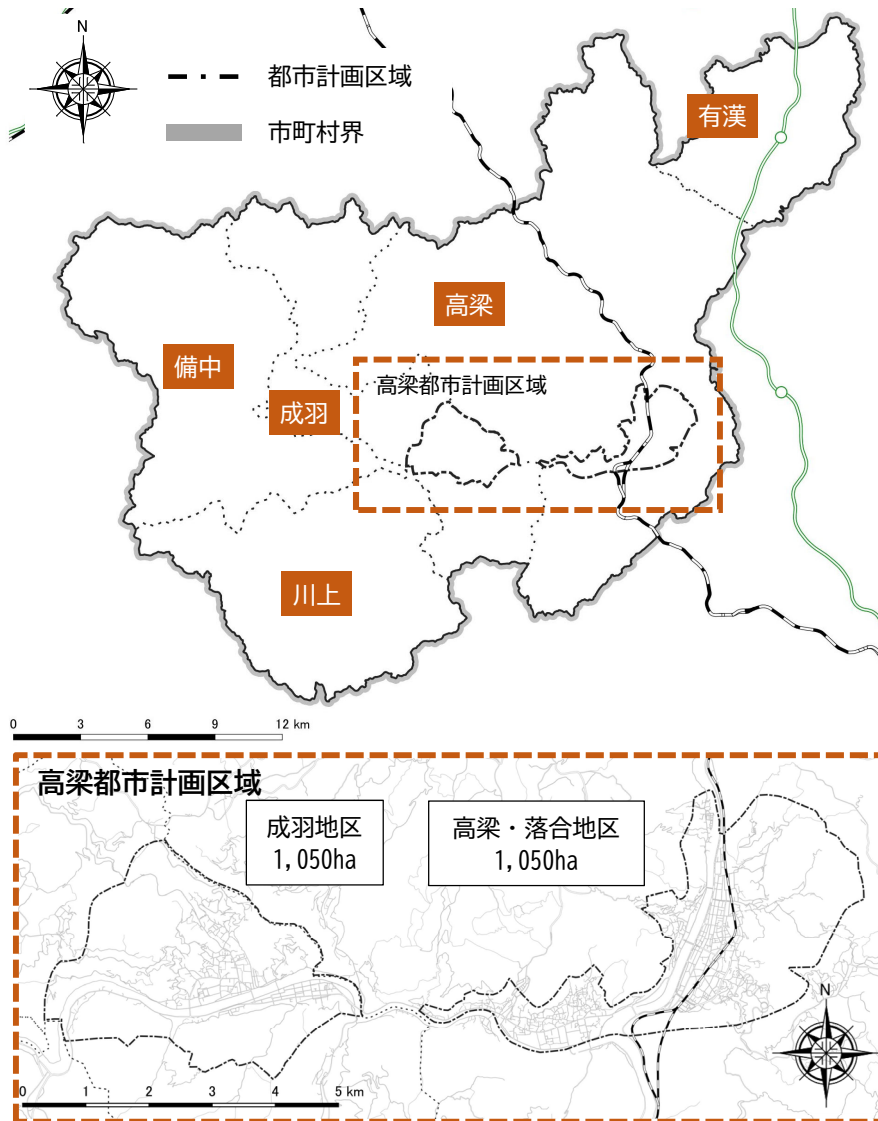 N
都市計画区域
市町村界
有漢
高梁
備中
高梁都市計画区域
成羽
川上
0 3 6 9 12 km
高梁都市計画区域
成羽地区
1,050ha
高梁・落合地区
1,050ha
N
0 1 2 3 4 5 km